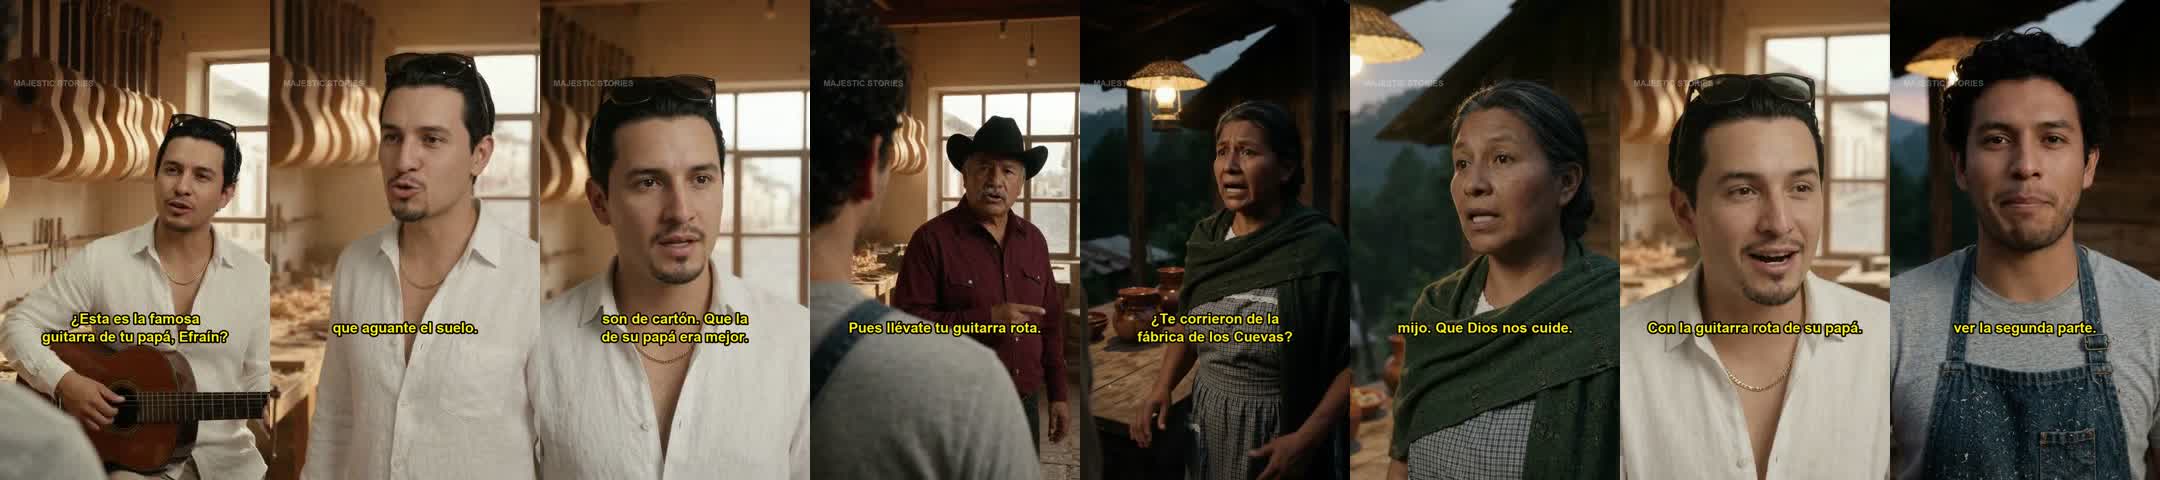 MAJESTIC STORIES
¿Esta es la famosa
guitarra de tu papá, Efraín?
MAJESTIC STORIES
que aguante el suelo.
MAJESTIC STORIES
son de cartón. Que la
de su papá era mejor.
MAJESTIC STORIES
Pues llévate tu guitarra rota.
MAJESTIC STORIES
¿Te corrieron de la
fábrica de los Cuevas?
MAJESTIC STORIES
mijo. Que Dios nos cuide.
MAJESTIC STORIES
Con la guitarra rota de su papá.
MAJESTIC STORIES
ver la segunda parte.